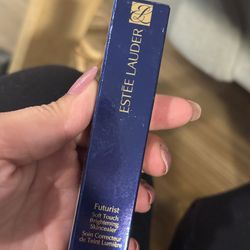 ESTĒE LAUDER
Futurist
Soft Touch
Brightening
Skincealer
Soin Correcteur
de Teint Lumière